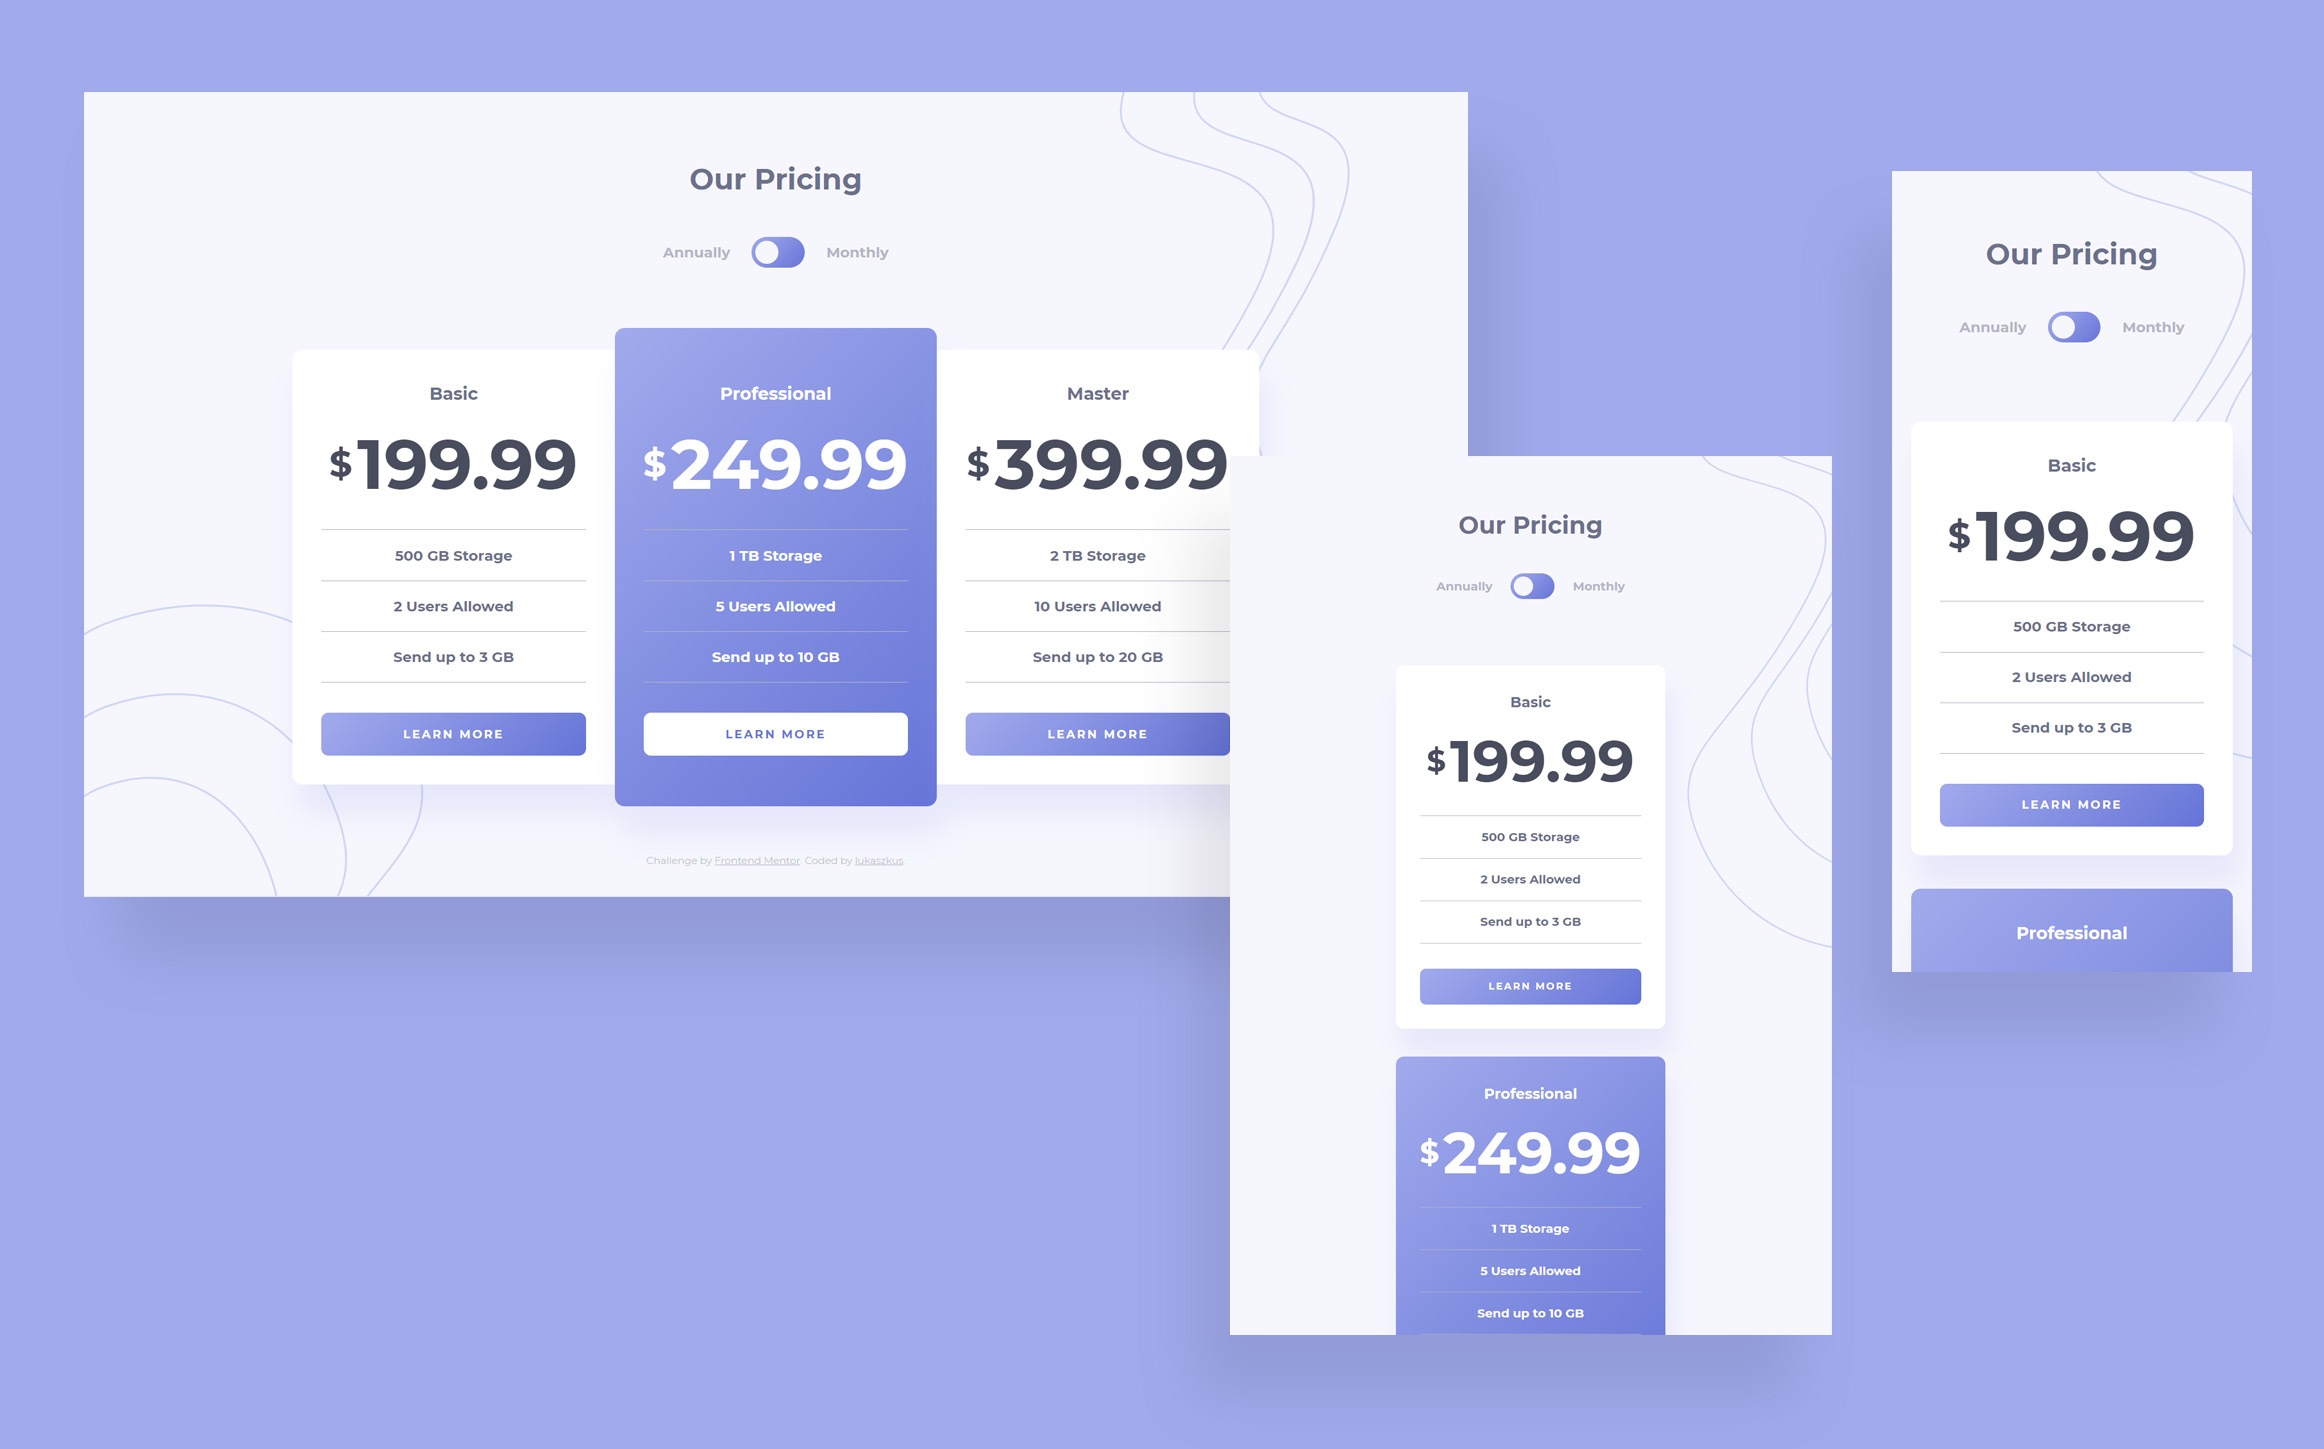 Our Pricing
Annually Monthly
Basic
$199.99
500 GB Storage
2 Users Allowed
Send up to 3 GB
LEARN MORE
Professional
$249.99
1 TB Storage
5 Users Allowed
Send up to 10 GB
LEARN MORE
Master
$399.99
2 TB Storage
10 Users Allowed
Send up to 20 GB
LEARN MORE
Challenge by Frontend Mentor. Coded by lukaszkus.
Our Pricing
Annually Monthly
Basic
$199.99
500 GB Storage
2 Users Allowed
Send up to 3 GB
LEARN MORE
Professional
$249.99
1 TB Storage
5 Users Allowed
Send up to 10 GB
Our Pricing
Annually Monthly
Basic
$199.99
500 GB Storage
2 Users Allowed
Send up to 3 GB
LEARN MORE
Professional